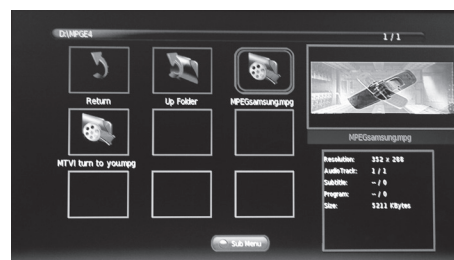 D:\MPGE4
1/1
Return
Up Folder
MPEGsamsung.mpg
MTVI turn to you.mpg
MPEGsamsung.mpg
Resolution: 352 x 288
AudioTrack: 1 / 1
Subtitle: - / 0
Program: - / 0
Size: 5211 KBytes
Sub Menu